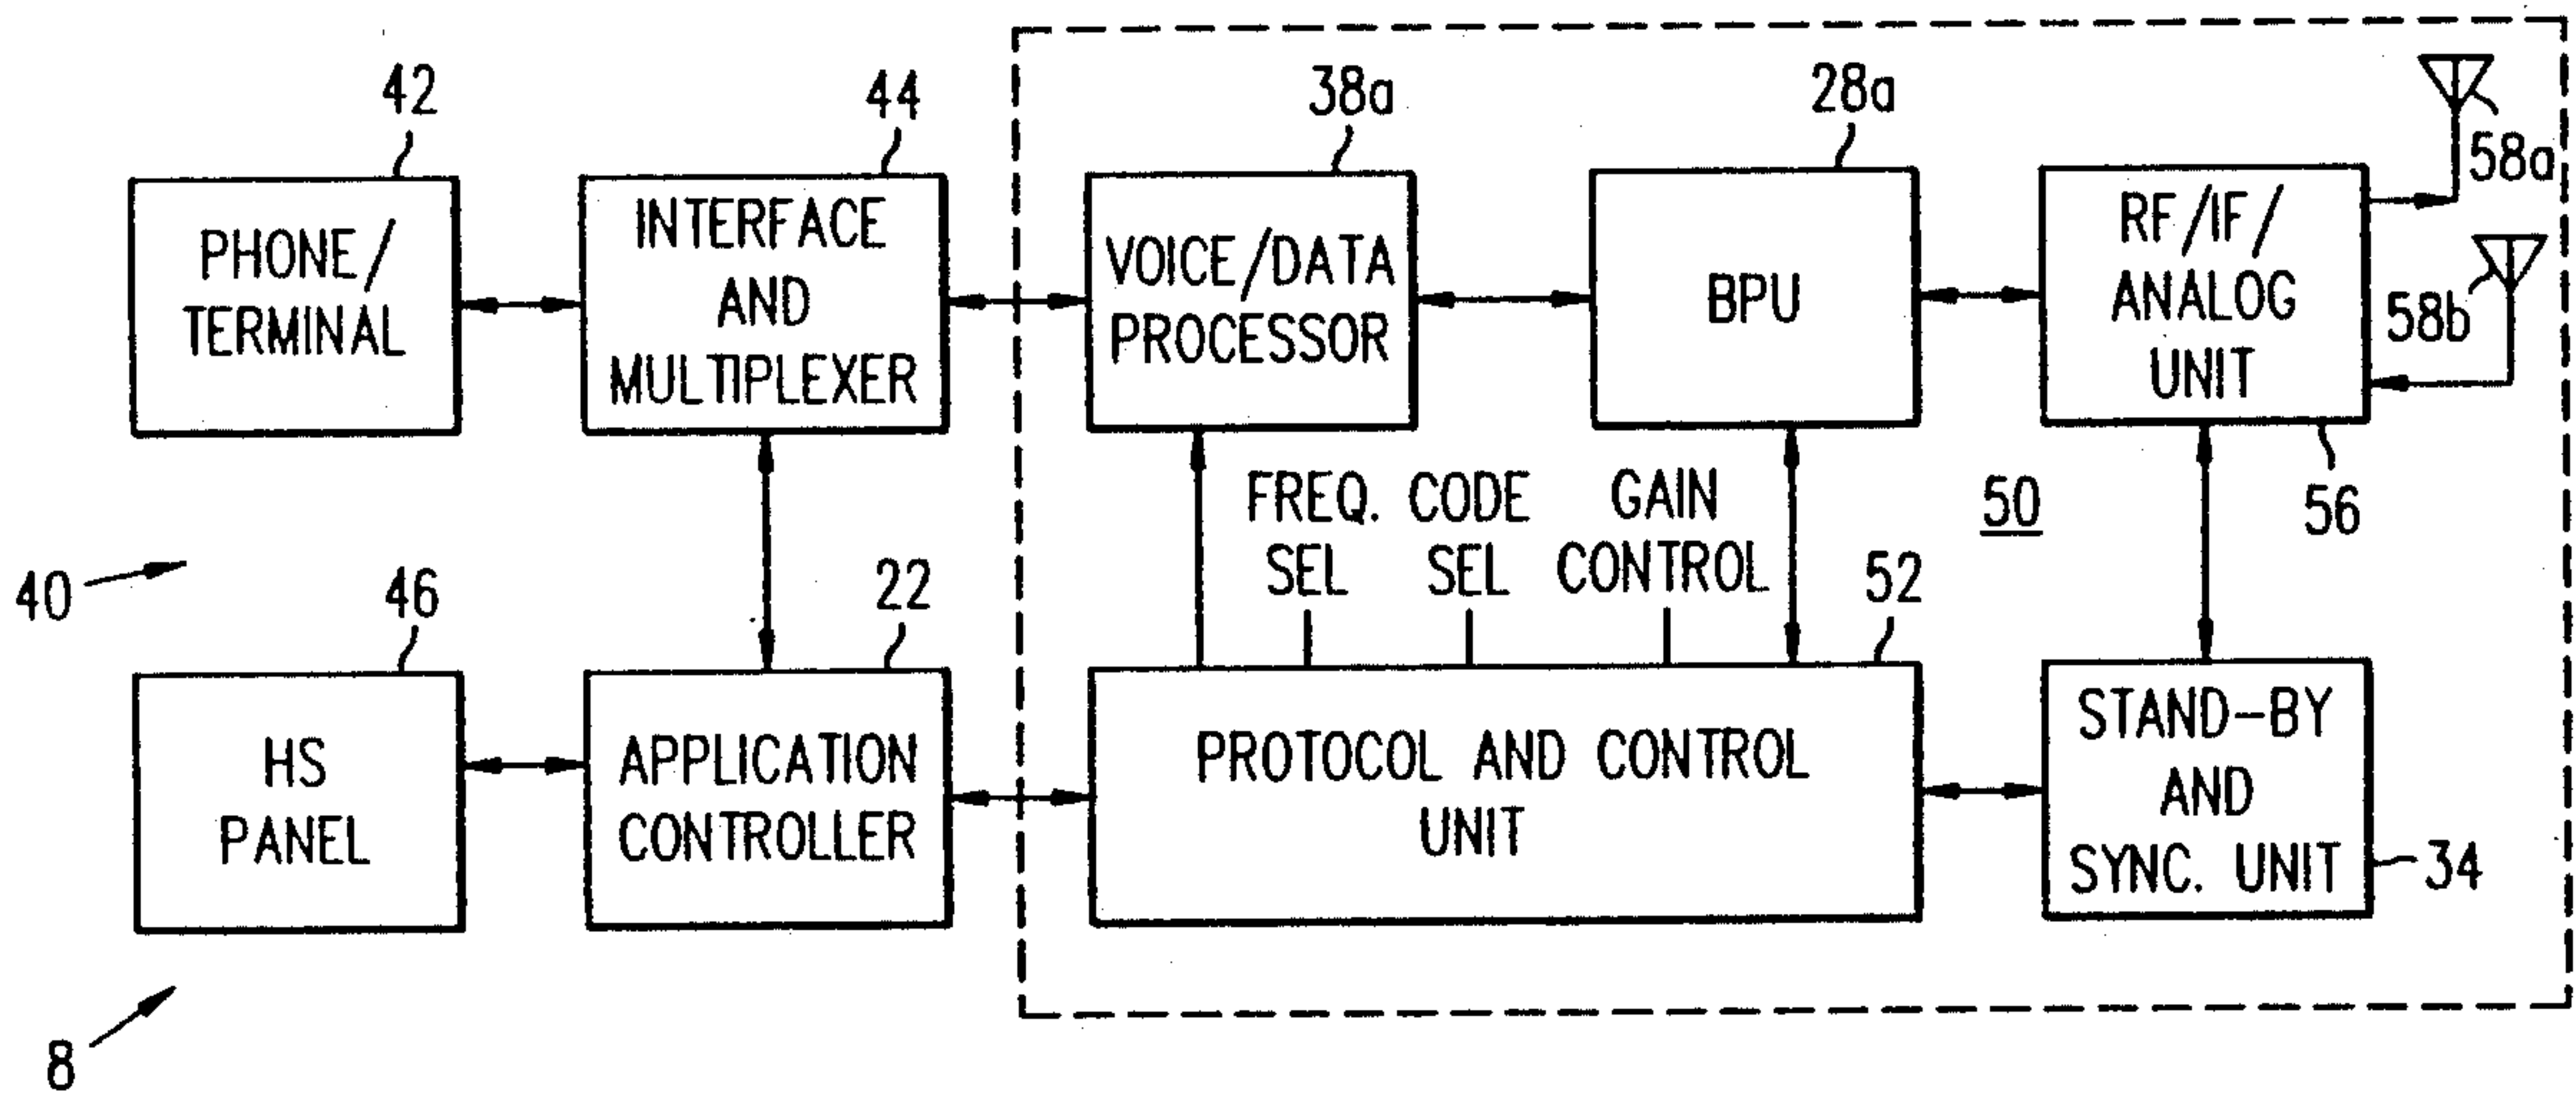 42
PHONE/
TERMINAL
44
INTERFACE
AND
MULTIPLEXER
38a
VOICE/DATA
PROCESSOR
28a
BPU
RF/IF/
ANALOG
UNIT
56
58a
58b
FREQ.
SEL
CODE
SEL
GAIN
CONTROL
50
40
46
HS
PANEL
22
APPLICATION
CONTROLLER
52
PROTOCOL AND CONTROL
UNIT
STAND-BY
AND
SYNC. UNIT
34
8